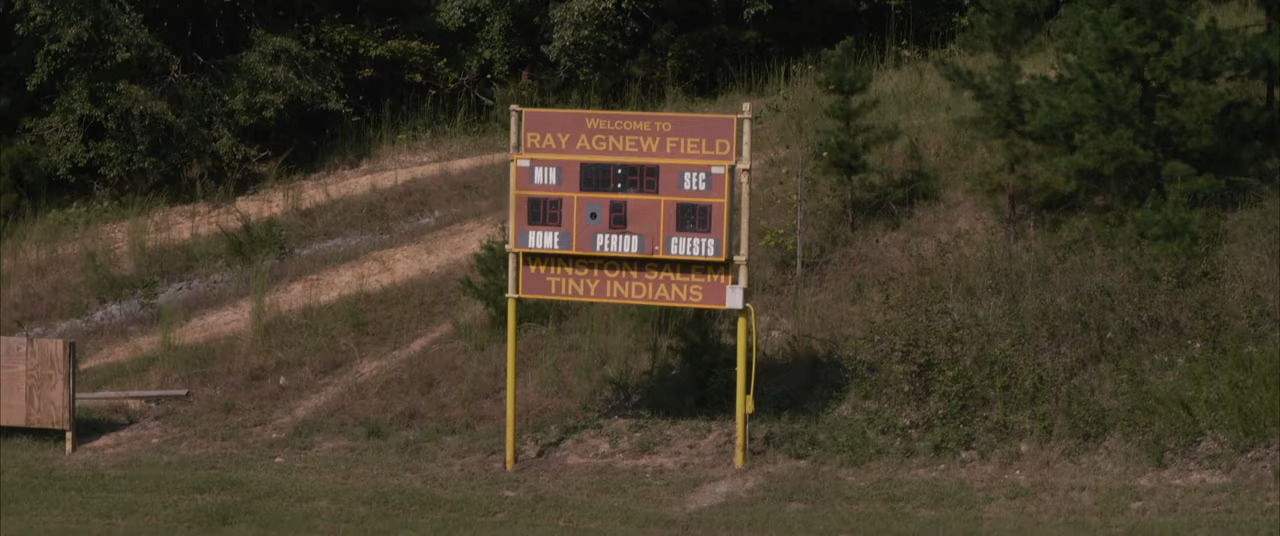 WELCOME TO
RAY AGNEW FIELD
MIN SEC
HOME PERIOD GUESTS
WINSTON SALEM
TINY INDIANS